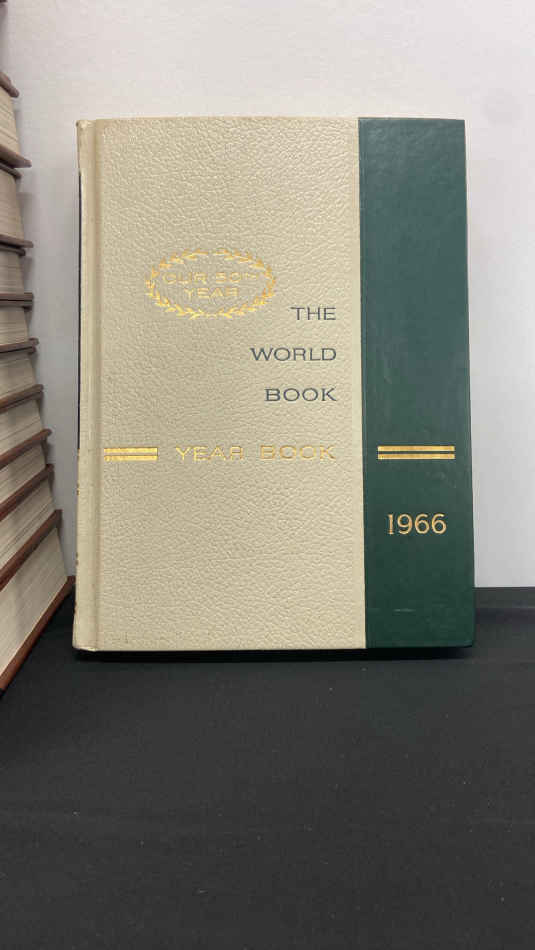 OUR 50TH
YEAR
THE
WORLD
BOOK
YEAR BOOK
1966